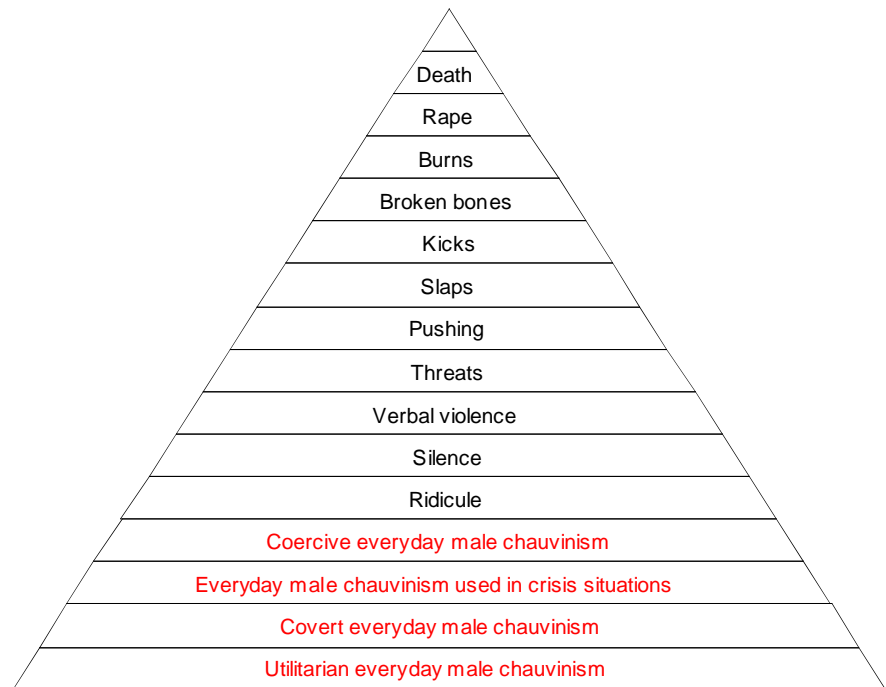 Death
Rape
Burns
Broken bones
Kicks
Slaps
Pushing
Threats
Verbal violence
Silence
Ridicule
Coercive everyday male chauvinism
Everyday male chauvinism used in crisis situations
Covert everyday male chauvinism
Utilitarian everyday male chauvinism